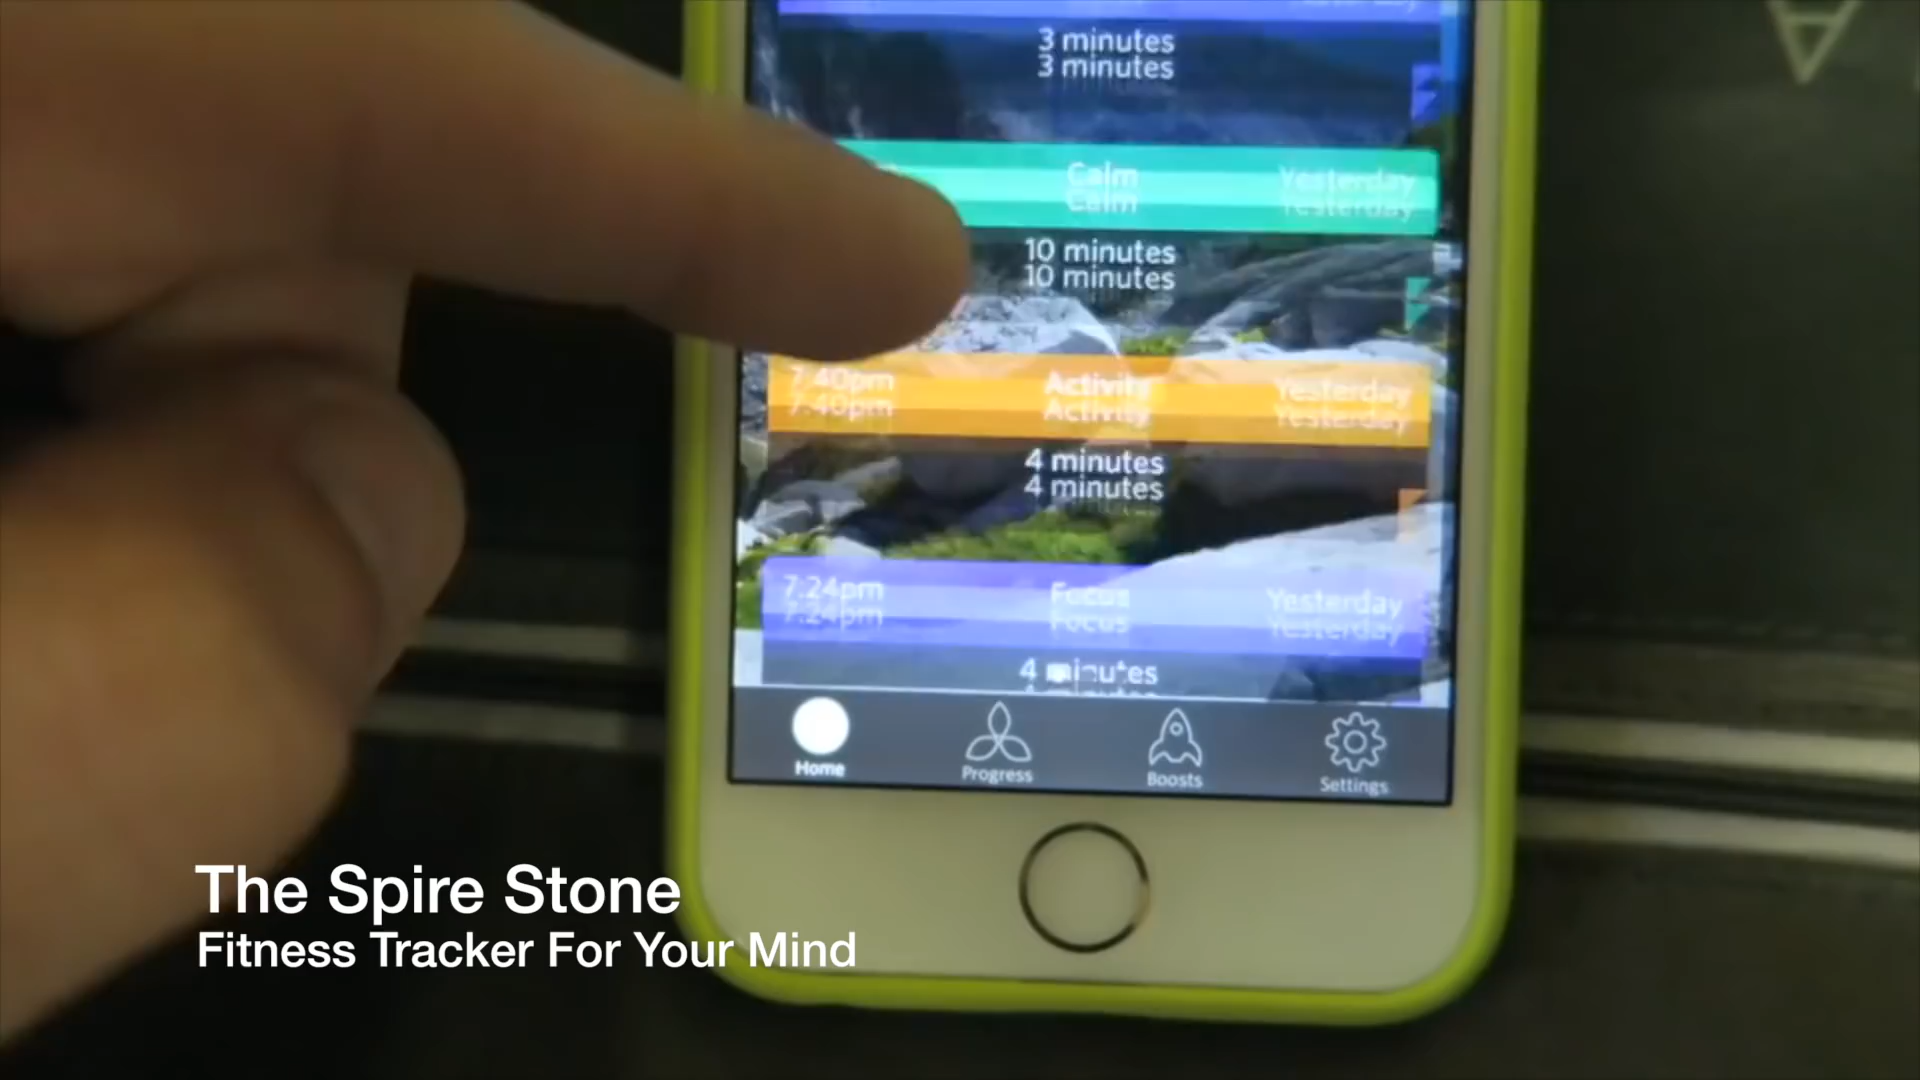 3 minutes
3 minutes
Calm Yesterday
Calm Yesterday
10 minutes
10 minutes
7:40pm Activity Yesterday
7:40pm Activity Yesterday
4 minutes
4 minutes
7:24pm Focus Yesterday
7:24pm Focus Yesterday
4 minutes
Home Progress Boosts Settings
The Spire Stone
Fitness Tracker For Your Mind